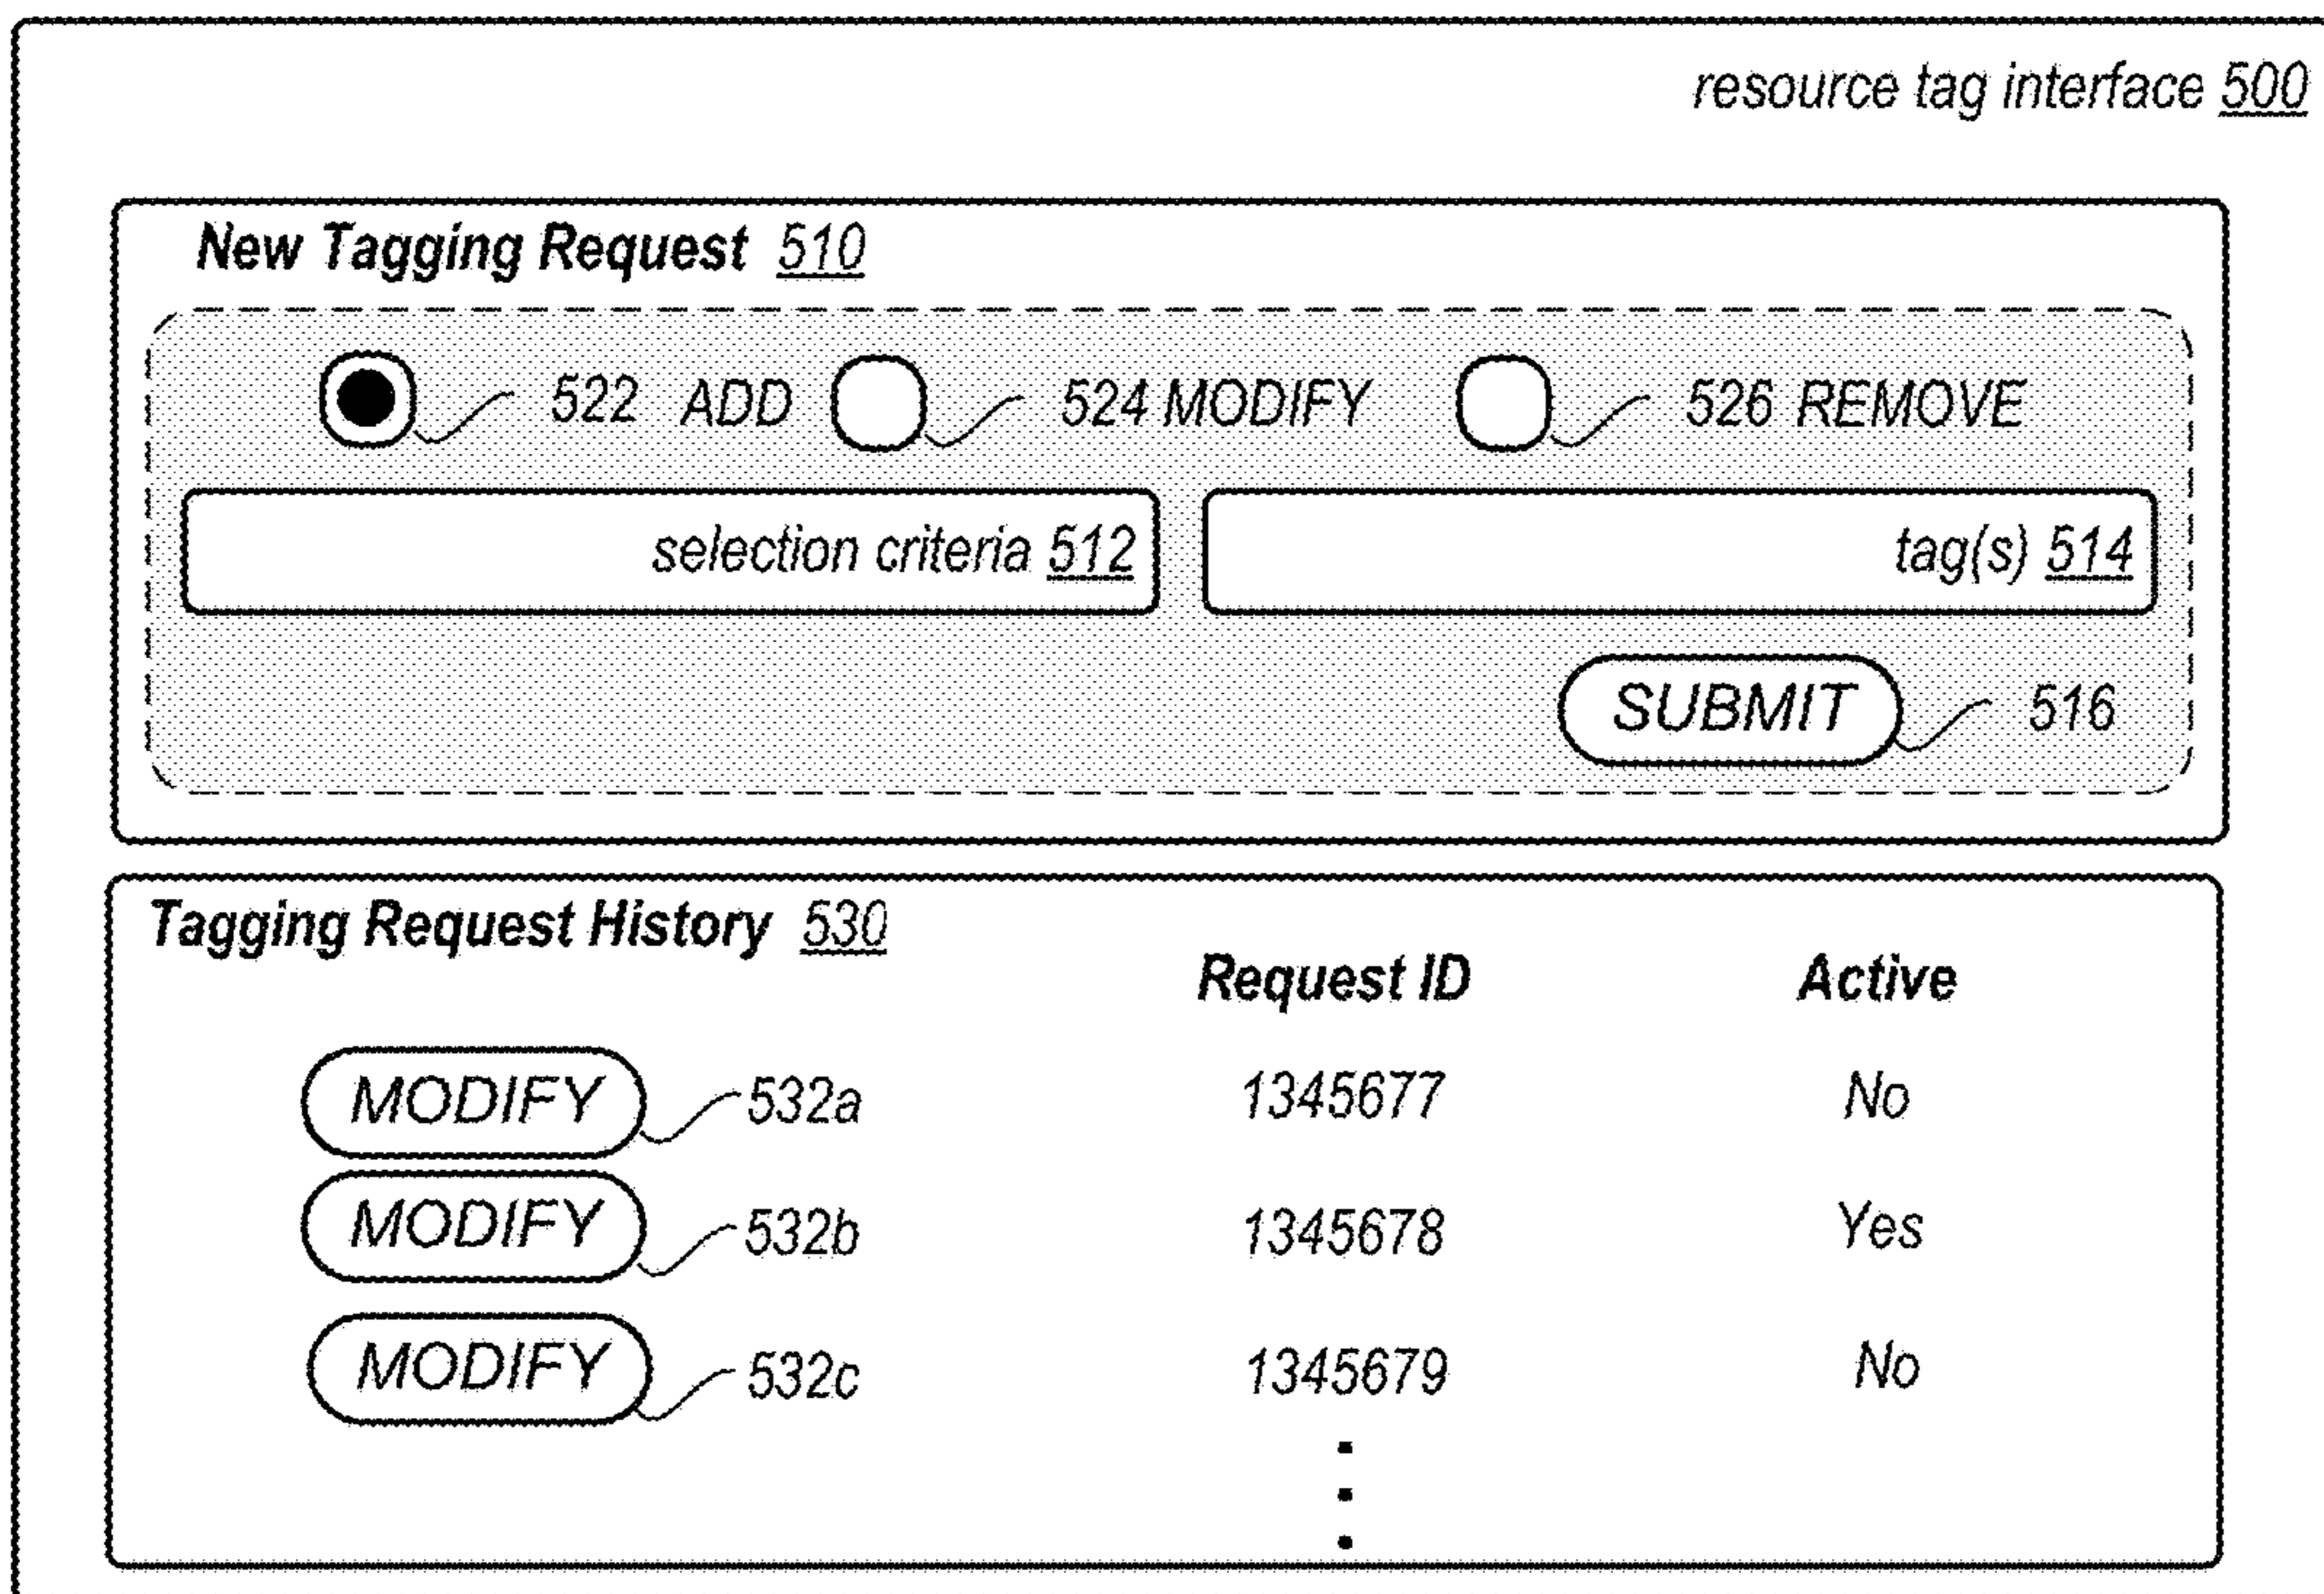 resource tag interface 500
New Tagging Request 510
522 ADD 524 MODIFY 526 REMOVE
selection criteria 512 tag(s) 514
SUBMIT 516
Tagging Request History 530
Request ID Active
MODIFY 532a 1345677 No
MODIFY 532b 1345678 Yes
MODIFY 532c 1345679 No